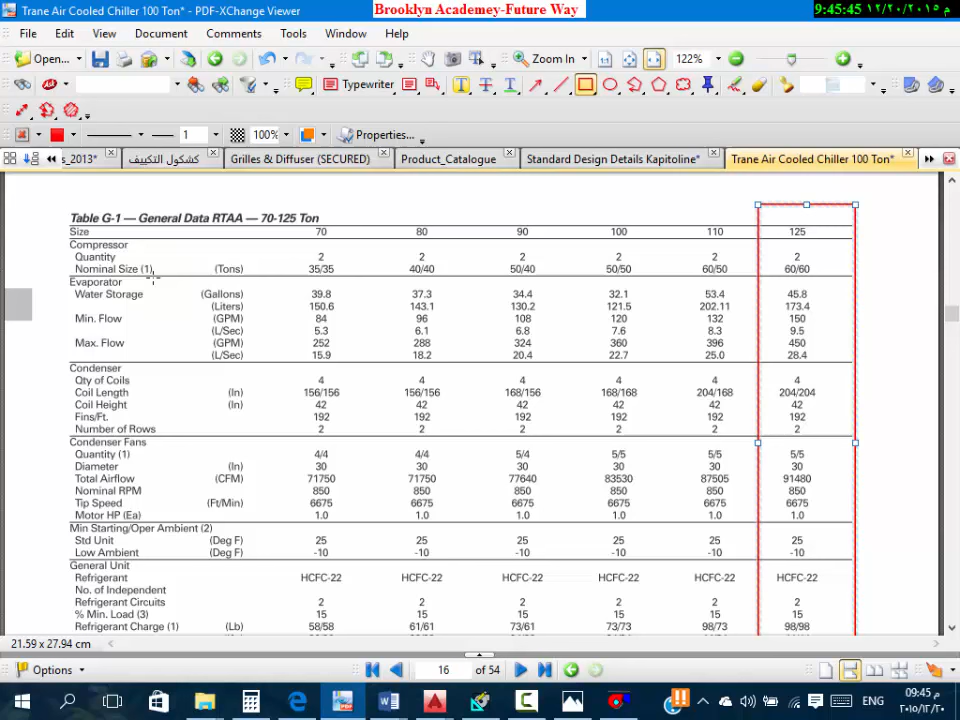 Trane Air Cooled Chiller 100 Ton* - PDF-XChange Viewer
Brooklyn Academey-Future Way
9:45:45 م ١٢/٢٠/٢٠١٥
File Edit View Document Comments Tools Window Help
Open... Zoom In 122%
Typewriter
1 100% Properties...
s_2013* كشكول التكييف Grilles & Diffuser (SECURED) Product_Catalogue Standard Design Details Kapitoline* Trane Air Cooled Chiller 100 Ton*
Table G-1 — General Data RTAA — 70-125 Ton
Size 70 80 90 100 110 125
Compressor
Quantity 2 2 2 2 2 2
Nominal Size (1) (Tons) 35/35 40/40 50/40 50/50 60/50 60/60
Evaporator
Water Storage (Gallons) 39.8 37.3 34.4 32.1 53.4 45.8
(Liters) 150.6 143.1 130.2 121.5 202.11 173.4
Min. Flow (GPM) 84 96 108 120 132 150
(L/Sec) 5.3 6.1 6.8 7.6 8.3 9.5
Max. Flow (GPM) 252 288 324 360 396 450
(L/Sec) 15.9 18.2 20.4 22.7 25.0 28.4
Condenser
Qty of Coils 4 4 4 4 4 4
Coil Length (In) 156/156 156/156 168/156 168/168 204/168 204/204
Coil Height (In) 42 42 42 42 42 42
Fins/Ft. 192 192 192 192 192 192
Number of Rows 2 2 2 2 2 2
Condenser Fans
Quantity (1) 4/4 4/4 5/4 5/5 5/5 5/5
Diameter (In) 30 30 30 30 30 30
Total Airflow (CFM) 71750 71750 77640 83530 87505 91480
Nominal RPM 850 850 850 850 850 850
Tip Speed (Ft/Min) 6675 6675 6675 6675 6675 6675
Motor HP (Ea) 1.0 1.0 1.0 1.0 1.0 1.0
Min Starting/Oper Ambient (2)
Std Unit (Deg F) 25 25 25 25 25 25
Low Ambient (Deg F) -10 -10 -10 -10 -10 -10
General Unit
Refrigerant HCFC-22 HCFC-22 HCFC-22 HCFC-22 HCFC-22 HCFC-22
No. of Independent
Refrigerant Circuits 2 2 2 2 2 2
% Min. Load (3) 15 15 15 15 15 15
Refrigerant Charge (1) (Lb) 58/58 61/61 73/61 73/73 98/73 98/98
21.59 x 27.94 cm
Options 16 of 54
ENG 09:45 م
٢٠١٥/١٢/٢٠